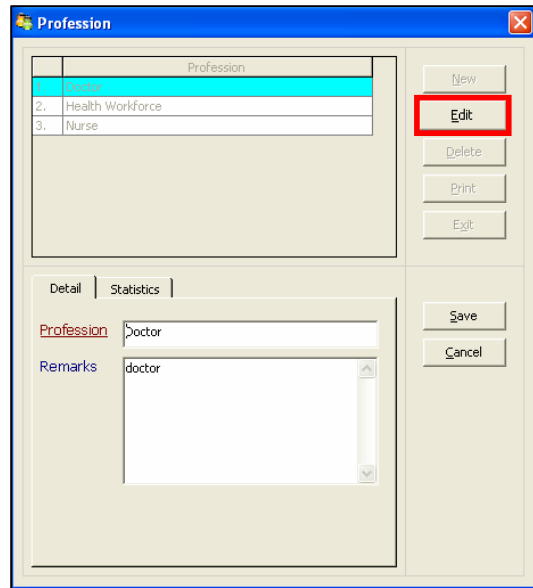 Profession
Profession
1. Doctor
2. Health Workforce
3. Nurse
New
Edit
Delete
Print
Exit
Detail
Statistics
Profession
Doctor
Remarks
doctor
Save
Cancel